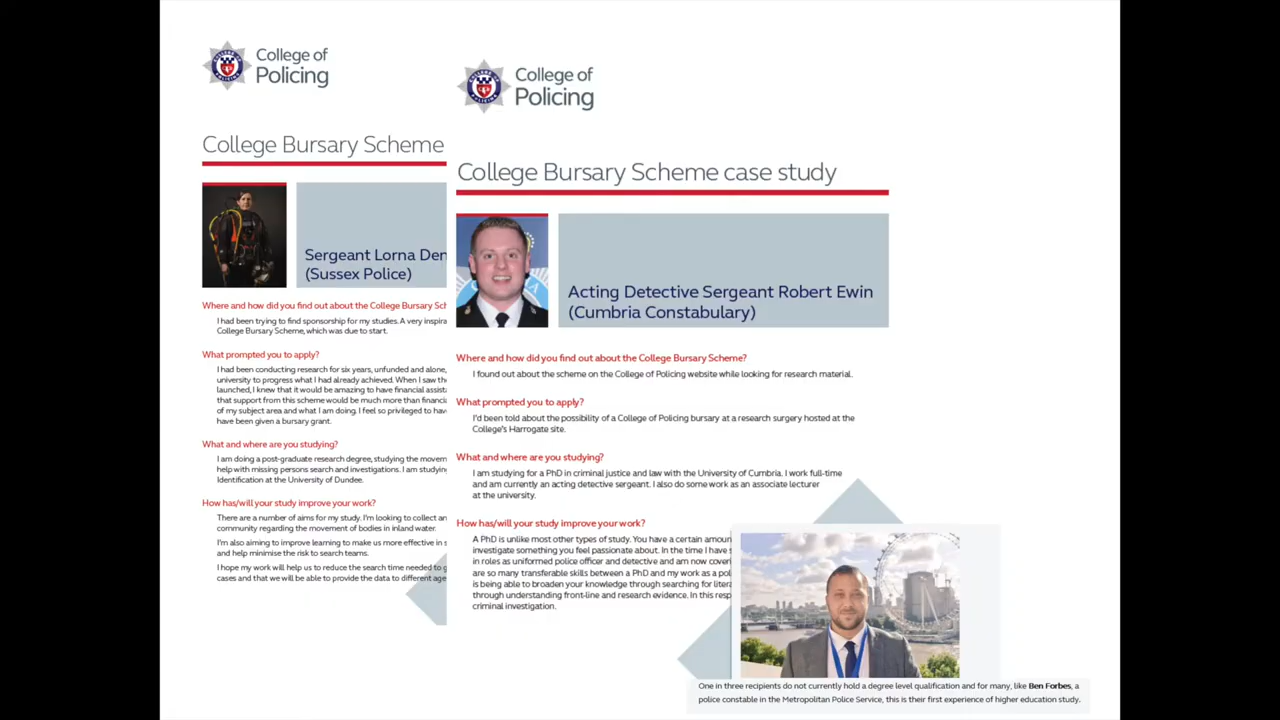 College of
Policing
College Bursary Scheme
Sergeant Lorna Den
(Sussex Police)
Where and how did you find out about the College Bursary Sch
I had been trying to find sponsorship for my studies. A very inspira
College Bursary Scheme, which was due to start.
What prompted you to apply?
I had been conducting research for six years, unfunded and alone,
university to progress what I had already achieved. When I saw the
launched, I knew that it would be amazing to have financial assist
that support from this scheme would be much more than financi
of my subject area and what I am doing. I feel so privileged to hav
have been given a bursary grant.
What and where are you studying?
I am doing a post-graduate research degree, studying the movem
help with missing persons search and investigations. I am studyin
Identification at the University of Dundee.
How has/will your study improve your work?
There are a number of aims for my study. I'm looking to collect an
community regarding the movement of bodies in inland water.
I'm also aiming to improve learning to make us more effective in s
and help minimise the risk to search teams.
I hope my work will help us to reduce the search time needed to g
cases and that we will be able to provide the data to different age
College of
Policing
College Bursary Scheme case study
Acting Detective Sergeant Robert Ewin
(Cumbria Constabulary)
Where and how did you find out about the College Bursary Scheme?
I found out about the scheme on the College of Policing website while looking for research material.
What prompted you to apply?
I'd been told about the possibility of a College of Policing bursary at a research surgery hosted at the
College's Harrogate site.
What and where are you studying?
I am studying for a PhD in criminal justice and law with the University of Cumbria. I work full-time
and am currently an acting detective sergeant. I also do some work as an associate lecturer
at the university.
How has/will your study improve your work?
A PhD is unlike most other types of study. You have a certain amoun
investigate something you feel passionate about. In the time I have s
in roles as uniformed police officer and detective and am now coveri
are so many transferable skills between a PhD and my work as a pol
is being able to broaden your knowledge through searching for litera
through understanding front-line and research evidence. In this resp
criminal investigation.
One in three recipients do not currently hold a degree level qualification and for many, like Ben Forbes, a
police constable in the Metropolitan Police Service, this is their first experience of higher education study.